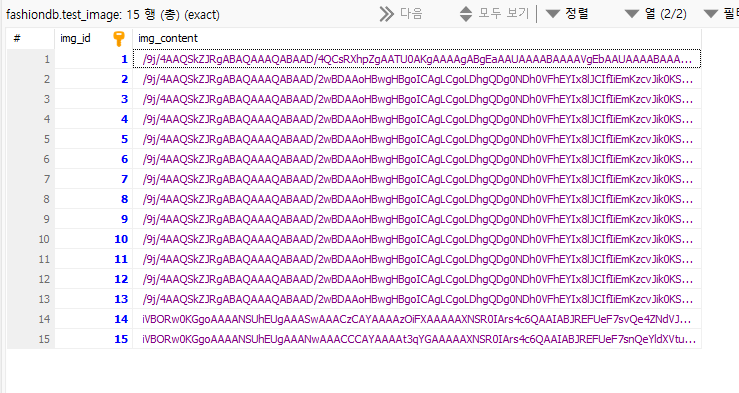 fashiondb.test_image: 15 행 (총) (exact) 다음 모두 보기 정렬 열 (2/2) 필터
# img_id img_content
1 1 /9j/4AAQSkZJRgABAQAAAQABAAD/4QCsRXhpZgAATU0AKgAAAAgABgEaAAUAAAABAAAAVgEbAAUAAAABAAA...
2 2 /9j/4AAQSkZJRgABAQAAAQABAAD/2wBDAAoHBwgHBgoICAgLCgoLDhgQDg0NDh0VFhEYIx8lJCIfIiEmKzcvJik0KS...
3 3 /9j/4AAQSkZJRgABAQAAAQABAAD/2wBDAAoHBwgHBgoICAgLCgoLDhgQDg0NDh0VFhEYIx8lJCIfIiEmKzcvJik0KS...
4 4 /9j/4AAQSkZJRgABAQAAAQABAAD/2wBDAAoHBwgHBgoICAgLCgoLDhgQDg0NDh0VFhEYIx8lJCIfIiEmKzcvJik0KS...
5 5 /9j/4AAQSkZJRgABAQAAAQABAAD/2wBDAAoHBwgHBgoICAgLCgoLDhgQDg0NDh0VFhEYIx8lJCIfIiEmKzcvJik0KS...
6 6 /9j/4AAQSkZJRgABAQAAAQABAAD/2wBDAAoHBwgHBgoICAgLCgoLDhgQDg0NDh0VFhEYIx8lJCIfIiEmKzcvJik0KS...
7 7 /9j/4AAQSkZJRgABAQAAAQABAAD/2wBDAAoHBwgHBgoICAgLCgoLDhgQDg0NDh0VFhEYIx8lJCIfIiEmKzcvJik0KS...
8 8 /9j/4AAQSkZJRgABAQAAAQABAAD/2wBDAAoHBwgHBgoICAgLCgoLDhgQDg0NDh0VFhEYIx8lJCIfIiEmKzcvJik0KS...
9 9 /9j/4AAQSkZJRgABAQAAAQABAAD/2wBDAAoHBwgHBgoICAgLCgoLDhgQDg0NDh0VFhEYIx8lJCIfIiEmKzcvJik0KS...
10 10 /9j/4AAQSkZJRgABAQAAAQABAAD/2wBDAAoHBwgHBgoICAgLCgoLDhgQDg0NDh0VFhEYIx8lJCIfIiEmKzcvJik0KS...
11 11 /9j/4AAQSkZJRgABAQAAAQABAAD/2wBDAAoHBwgHBgoICAgLCgoLDhgQDg0NDh0VFhEYIx8lJCIfIiEmKzcvJik0KS...
12 12 /9j/4AAQSkZJRgABAQAAAQABAAD/2wBDAAoHBwgHBgoICAgLCgoLDhgQDg0NDh0VFhEYIx8lJCIfIiEmKzcvJik0KS...
13 13 /9j/4AAQSkZJRgABAQAAAQABAAD/2wBDAAoHBwgHBgoICAgLCgoLDhgQDg0NDh0VFhEYIx8lJCIfIiEmKzcvJik0KS...
14 14 iVBORw0KGgoAAAANSUhEUgAAASwAAACzCAYAAAAzOiFXAAAAAXNSR0IArs4c6QAAIABJREFUeF7svQe4ZNdVJ...
15 15 iVBORw0KGgoAAAANSUhEUgAAANwAAACCCAYAAAAt3qYGAAAAAXNSR0IArs4c6QAAIABJREFUeF7snQeYldXVtu...